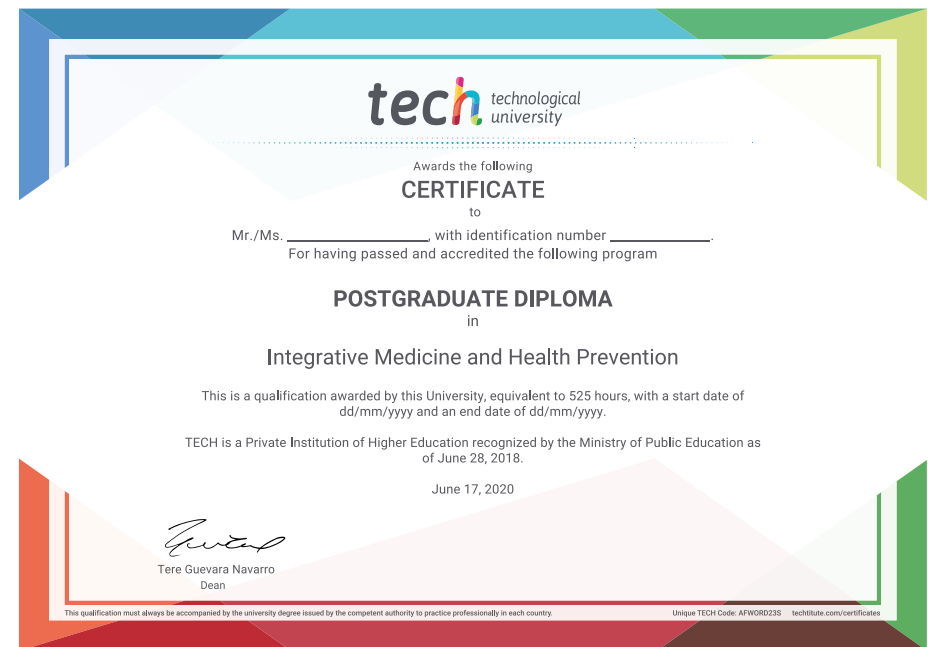 tech technological
university
Awards the following
CERTIFICATE
to
Mr./Ms. ____________________, with identification number ______________.
For having passed and accredited the following program
POSTGRADUATE DIPLOMA
in
Integrative Medicine and Health Prevention
This is a qualification awarded by this University, equivalent to 525 hours, with a start date of
dd/mm/yyyy and an end date of dd/mm/yyyy.
TECH is a Private Institution of Higher Education recognized by the Ministry of Public Education as
of June 28, 2018.
June 17, 2020
Tere Guevara Navarro
Dean
This qualification must always be accompanied by the university degree issued by the competent authority to practice professionally in each country. Unique TECH Code: AFWORD23S techtitute.com/certificates